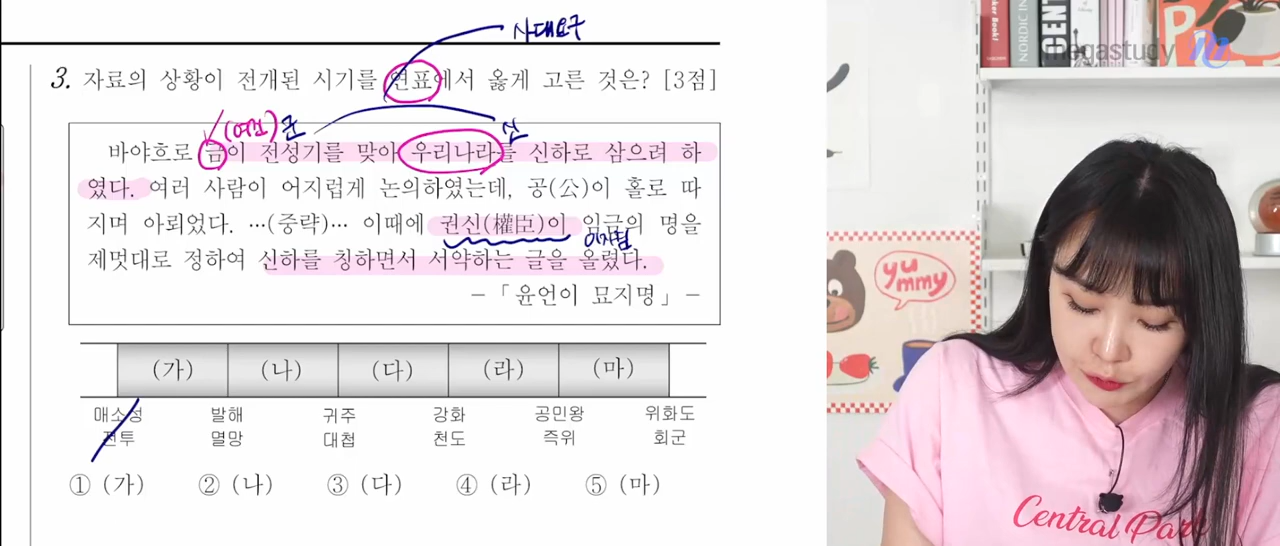 사대요구
3. 자료의 상황이 전개된 시기를 연표에서 옳게 고른 것은? [3점]
(여진) 군 신
바야흐로 금이 전성기를 맞아 우리나라를 신하로 삼으려 하
였다. 여러 사람이 어지럽게 논의하였는데, 공(公)이 홀로 따
지며 아뢰었다. …(중략)… 이때에 권신(權臣)이 임금의 명을
이자겸
제멋대로 정하여 신하를 칭하면서 서약하는 글을 올렸다.
－「윤언이 묘지명」－
(가) (나) (다) (라) (마)
매소성 발해 귀주 강화 공민왕 위화도
전투 멸망 대첩 천도 즉위 회군
① (가) ② (나) ③ (다) ④ (라) ⑤ (마)
megastudy M
Red Book!
NORDIC IN
CENT
P
yu
mmy
Central Park